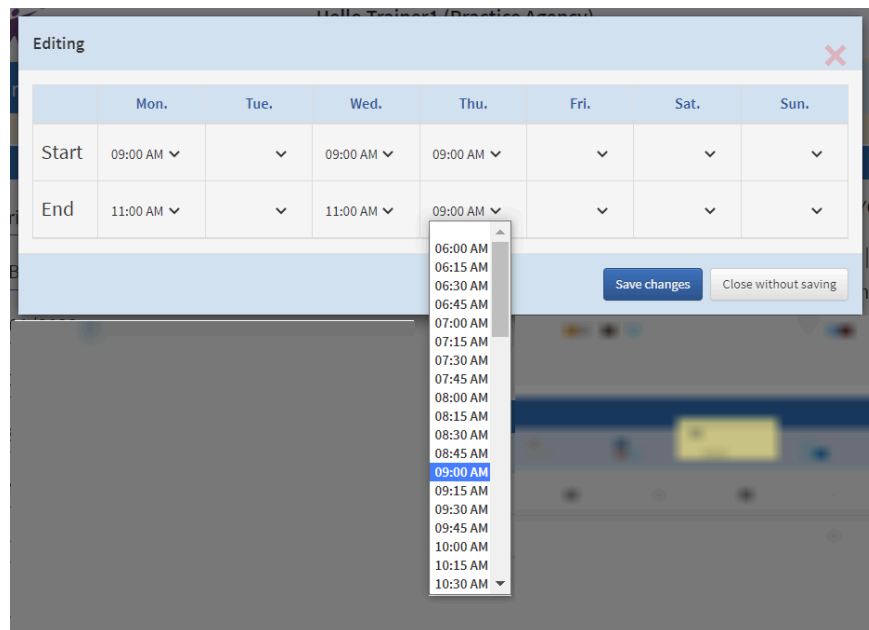 Hello Trainer1 (Practice Agency)
Editing
Mon. Tue. Wed. Thu. Fri. Sat. Sun.
Start 09:00 AM 09:00 AM 09:00 AM
End 11:00 AM 11:00 AM 09:00 AM
06:00 AM
06:15 AM
06:30 AM
06:45 AM
07:00 AM
07:15 AM
07:30 AM
07:45 AM
08:00 AM
08:15 AM
08:30 AM
08:45 AM
09:00 AM
09:15 AM
09:30 AM
09:45 AM
10:00 AM
10:15 AM
10:30 AM
Save changes Close without saving